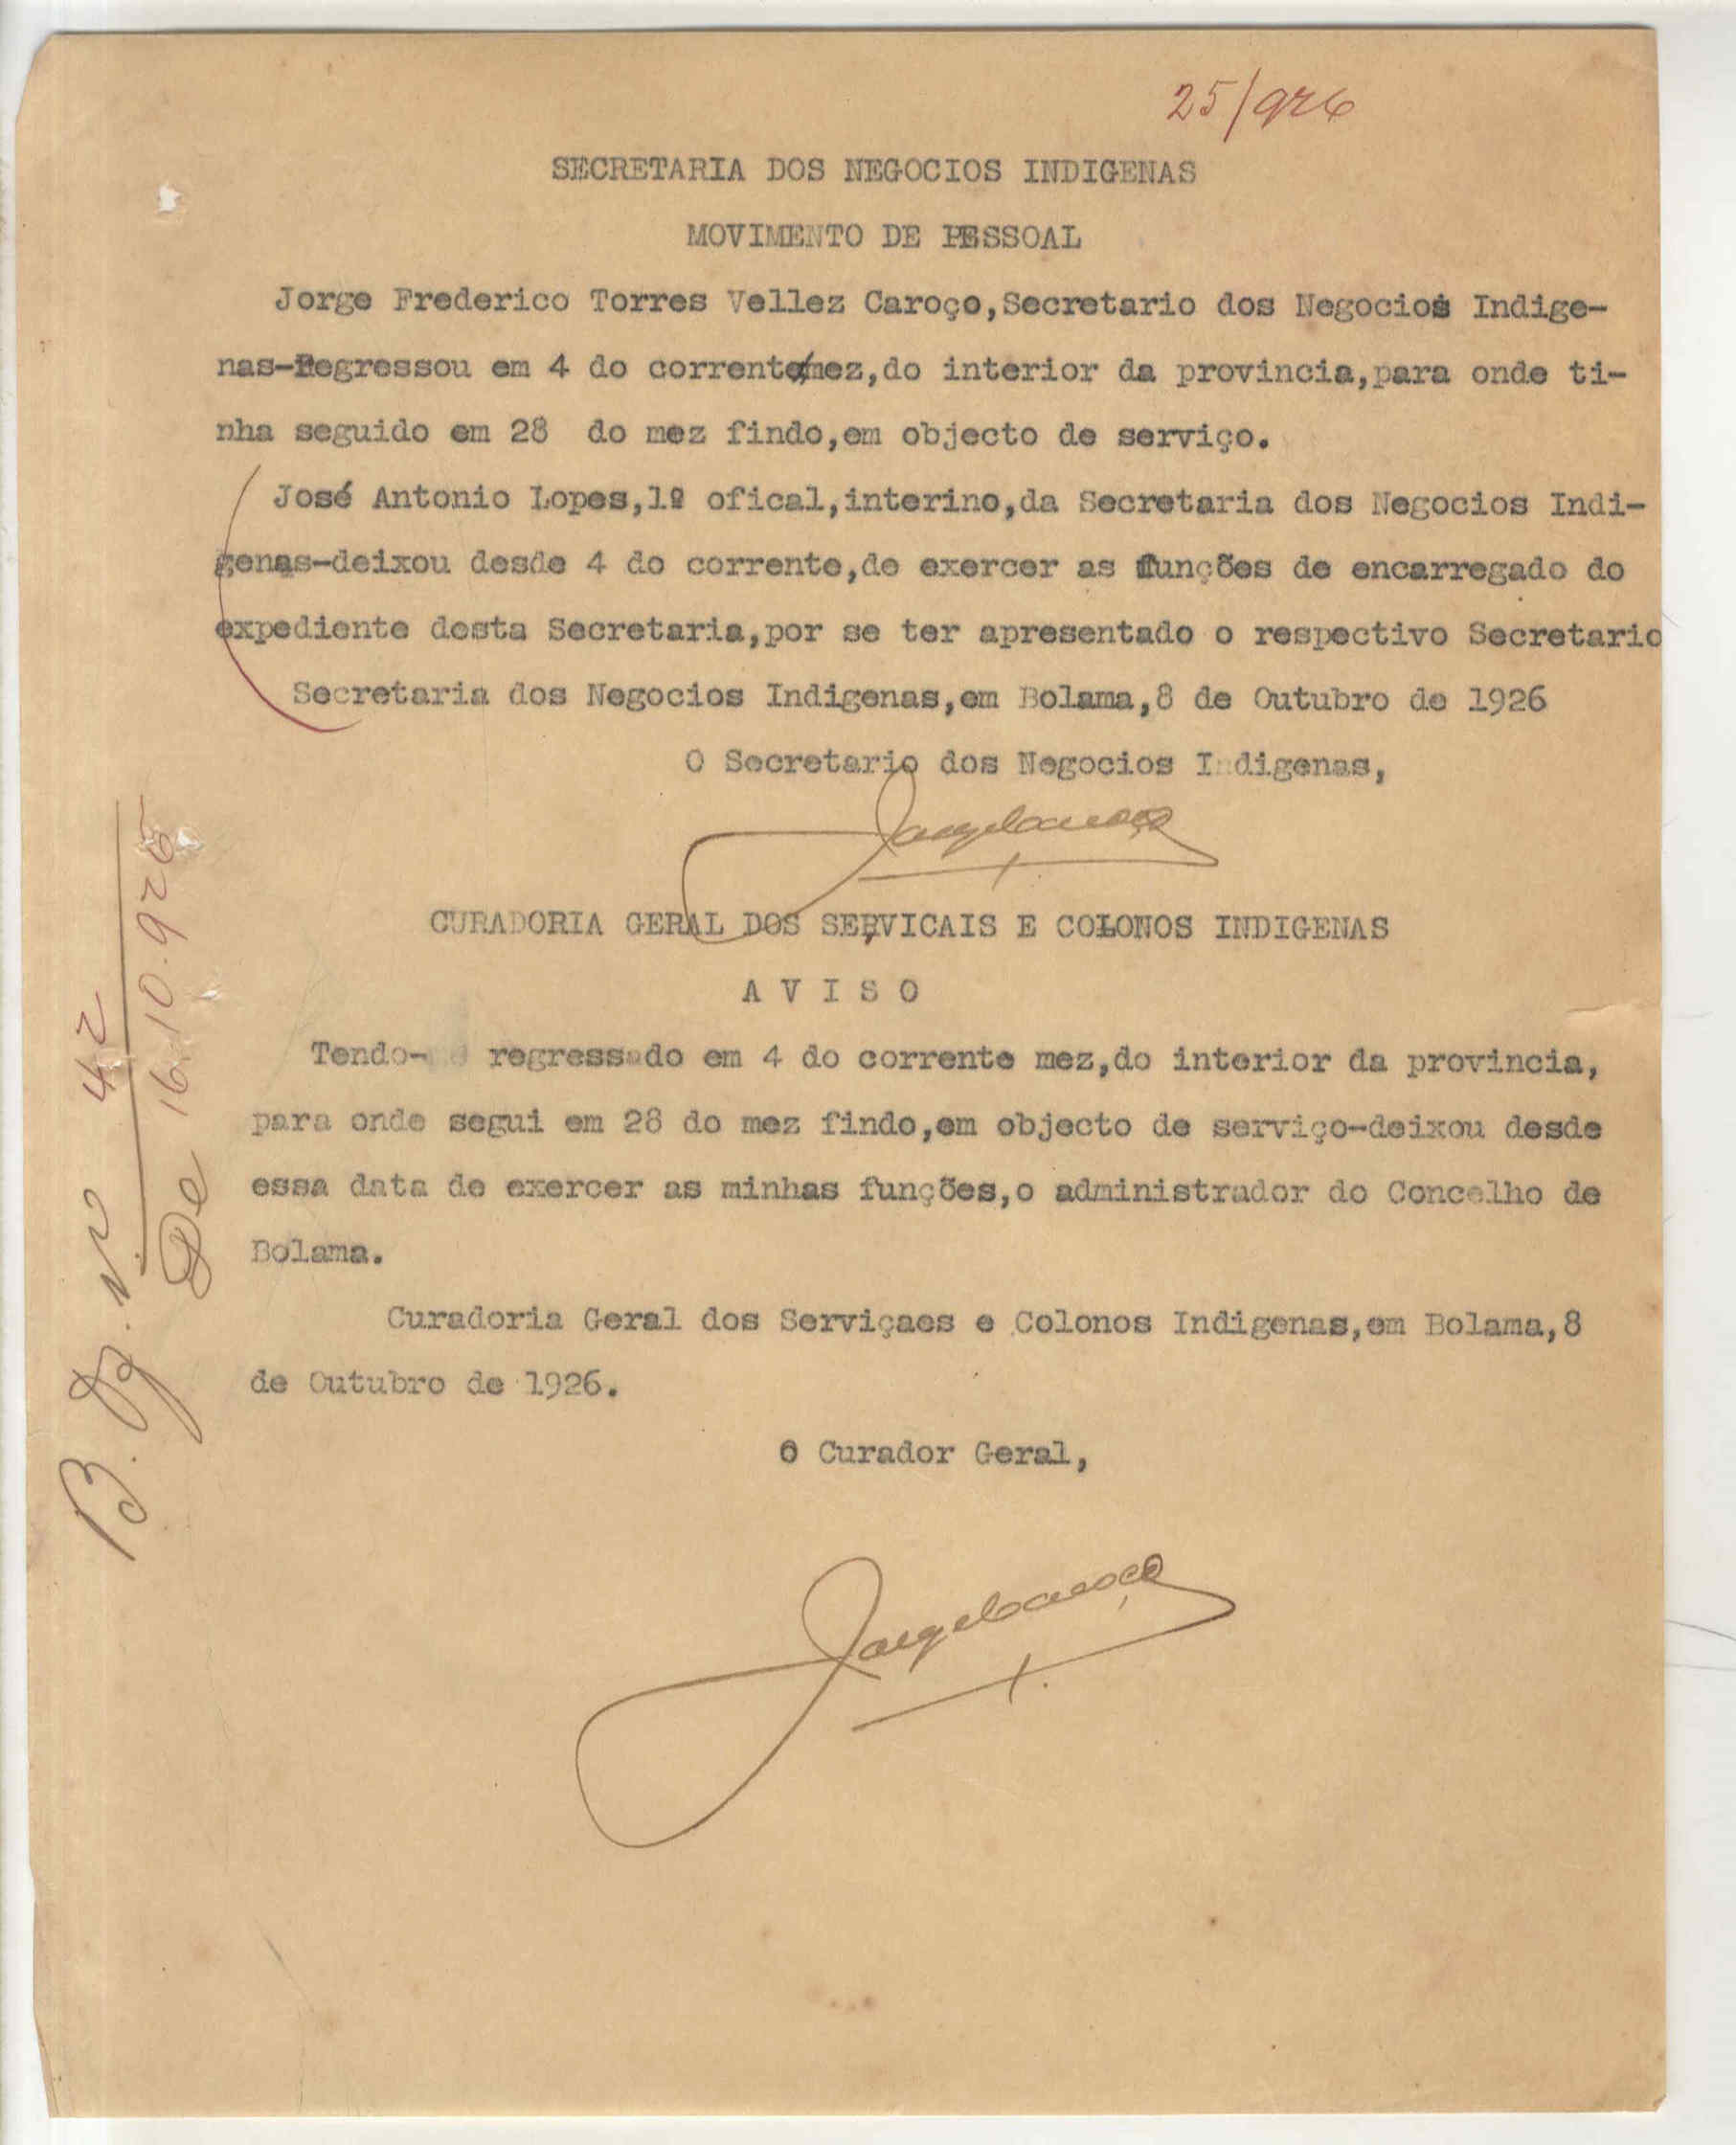 25/926
SECRETARIA DOS NEGOCIOS INDIGENAS
MOVIMENTO DE PESSOAL
Jorge Frederico Torres Vellez Caroço,Secretario dos Negocios Indige-
nas-Regressou em 4 do corrente mez,do interior da provincia,para onde ti-
nha seguido em 28 do mez findo,em objecto de serviço.
José Antonio Lopes,1º ofical,interino,da Secretaria dos Negocios Indi-
genas-deixou desde 4 do corrente,de exercer as funções de encarregado do
expediente desta Secretaria,por se ter apresentado o respectivo Secretario
Secretaria dos Negocios Indigenas,em Bolama,8 de Outubro de 1926
O Secretario dos Negocios Indigenas,
Jorge Caroço
CURADORIA GERAL DOS SERVIÇAIS E COLONOS INDIGENAS
A V I S O
Tendo- regressado em 4 do corrente mez,do interior da provincia,
para onde segui em 28 do mez findo,em objecto de serviço-deixou desde
essa data de exercer as minhas funções,o administrador do Concelho de
Bolama.
Curadoria Geral dos Serviçaes e Colonos Indigenas,em Bolama,8
de Outubro de 1926.
O Curador Geral,
Jorge Caroço
B. Of. Nº 42
De 16.10.926